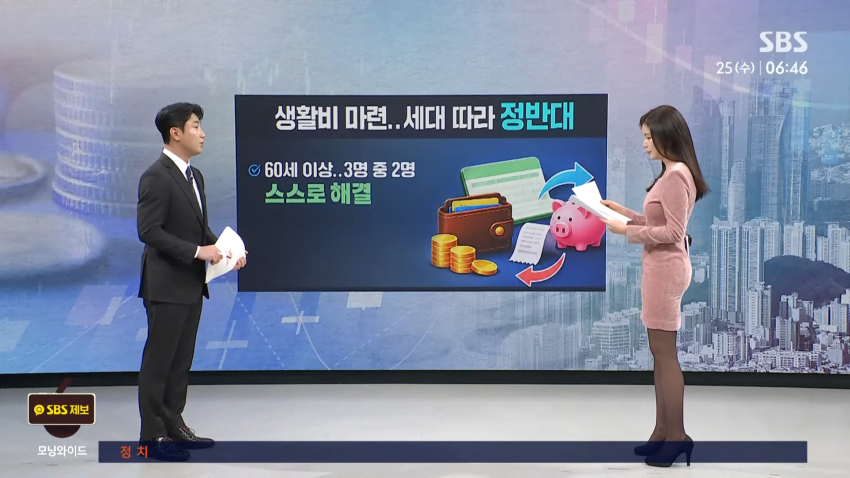 SBS
25(수) | 06:46
생활비 마련..세대 따라 정반대
60세 이상..3명 중 2명
스스로 해결
SBS 제보
모닝와이드
정치